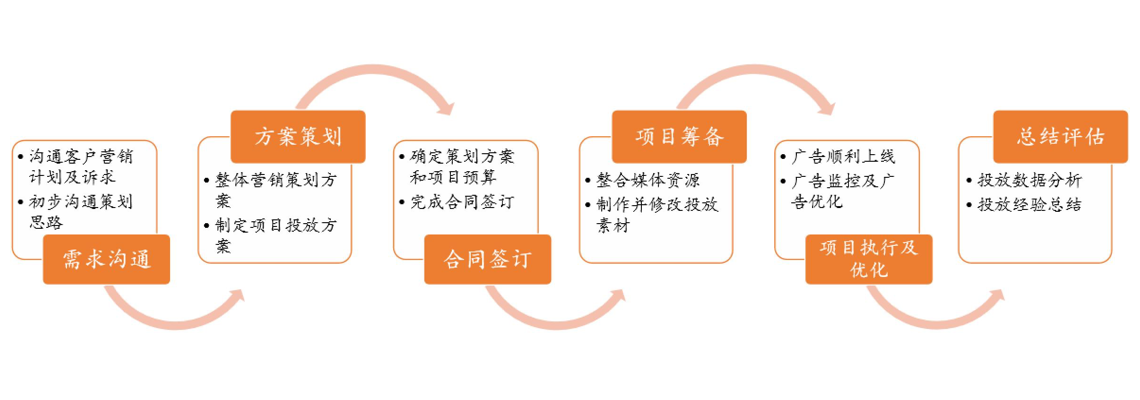 • 沟通客户营销
计划及诉求
• 初步沟通策划
思路
需求沟通
方案策划
• 整体营销策划方
案
• 制定项目投放方
案
• 确定策划方案
和项目预算
• 完成合同签订
合同签订
项目筹备
• 整合媒体资源
• 制作并修改投放
素材
• 广告顺利上线
• 广告监控及广
告优化
项目执行及
优化
总结评估
• 投放数据分析
• 投放经验总结